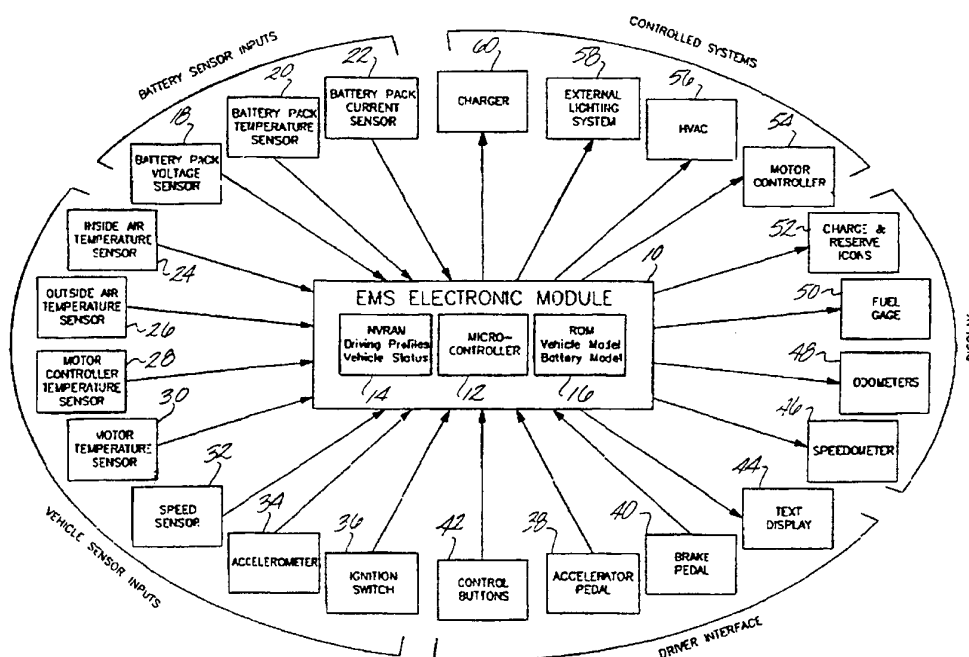 BATTERY SENSOR INPUTS
CONTROLLED SYSTEMS
18
BATTERY PACK
VOLTAGE
SENSOR
20
BATTERY PACK
TEMPERATURE
SENSOR
22
BATTERY PACK
CURRENT
SENSOR
60
CHARGER
58
EXTERNAL
LIGHTING
SYSTEM
56
HVAC
54
MOTOR
CONTROLLER
INSIDE AIR
TEMPERATURE
SENSOR
24
OUTSIDE AIR
TEMPERATURE
SENSOR
26
MOTOR
CONTROLLER
TEMPERATURE
SENSOR
28
MOTOR
TEMPERATURE
SENSOR
30
10
EMS ELECTRONIC MODULE
NVRAN
Driving Profiles
Vehicle Status
14
MICRO-
CONTROLLER
12
ROM
Vehicle Model
Battery Model
16
52
CHARGE &
RESERVE
ICONS
50
FUEL
GAGE
48
ODOMETERS
46
SPEEDOMETER
32
SPEED
SENSOR
34
ACCELEROMETER
36
IGNITION
SWITCH
42
CONTROL
BUTTONS
38
ACCELERATOR
PEDAL
40
BRAKE
PEDAL
44
TEXT
DISPLAY
VEHICLE SENSOR INPUTS
DRIVER INTERFACE